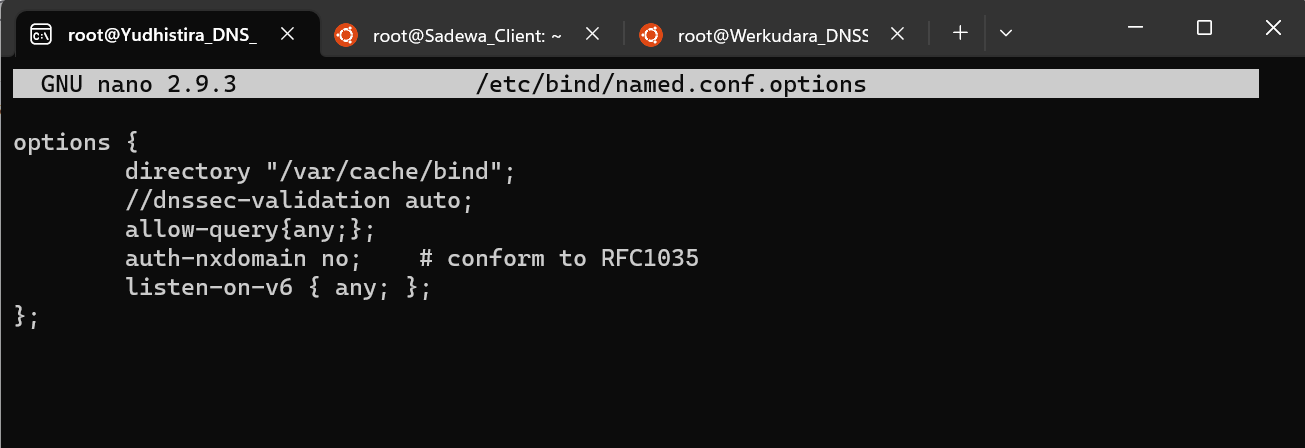 root@Yudhistira_DNS_
root@Sadewa_Client: ~
root@Werkudara_DNSS
GNU nano 2.9.3 /etc/bind/named.conf.options
options {
directory "/var/cache/bind";
//dnssec-validation auto;
allow-query{any;};
auth-nxdomain no; # conform to RFC1035
listen-on-v6 { any; };
};